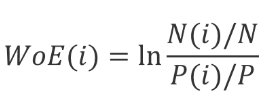 WoE(i) = ln N(i)/N / P(i)/P